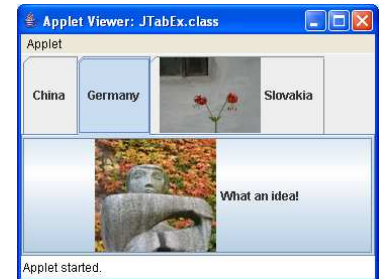 Applet Viewer: JTabEx.class
Applet
China
Germany
Slovakia
What an idea!
Applet started.